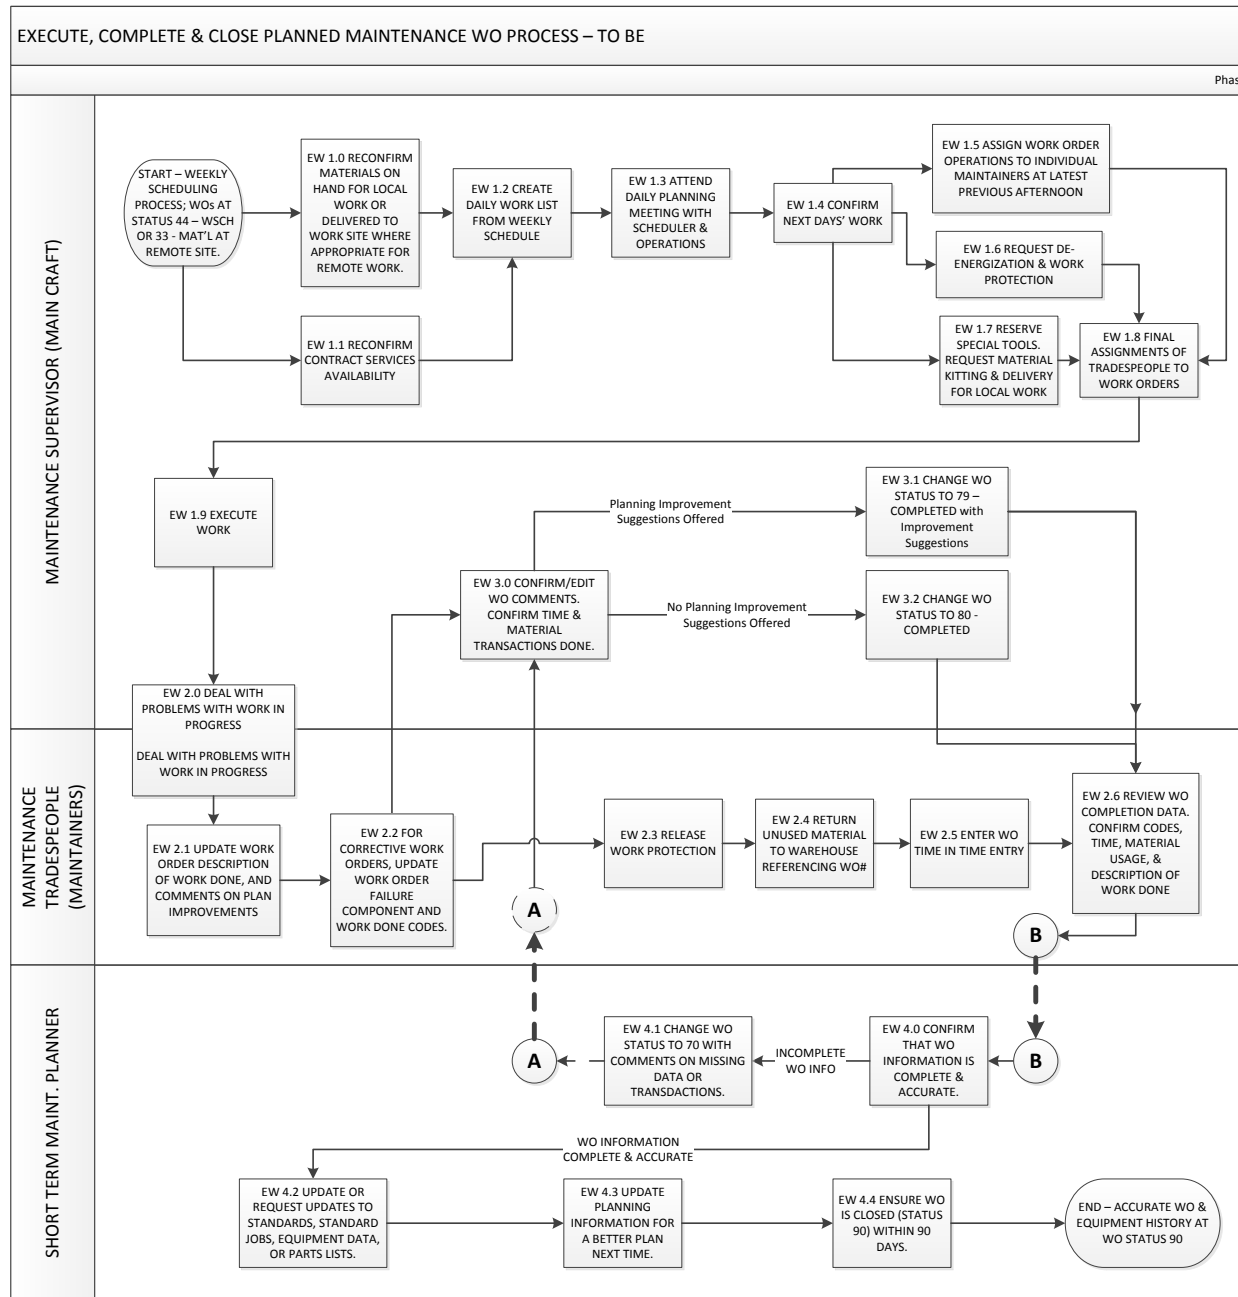 EXECUTE, COMPLETE & CLOSE PLANNED MAINTENANCE WO PROCESS – TO BE
Phas
MAINTENANCE SUPERVISOR (MAIN CRAFT)
START – WEEKLY
SCHEDULING
PROCESS; WOs AT
STATUS 44 – WSCH
OR 33 - MAT'L AT
REMOTE SITE.
EW 1.0 RECONFIRM
MATERIALS ON
HAND FOR LOCAL
WORK OR
DELIVERED TO
WORK SITE WHERE
APPROPRIATE FOR
REMOTE WORK.
EW 1.1 RECONFIRM
CONTRACT SERVICES
AVAILABILITY
EW 1.2 CREATE
DAILY WORK LIST
FROM WEEKLY
SCHEDULE
EW 1.3 ATTEND
DAILY PLANNING
MEETING WITH
SCHEDULER &
OPERATIONS
EW 1.4 CONFIRM
NEXT DAYS' WORK
EW 1.5 ASSIGN WORK ORDER
OPERATIONS TO INDIVIDUAL
MAINTAINERS AT LATEST
PREVIOUS AFTERNOON
EW 1.6 REQUEST DE-
ENERGIZATION & WORK
PROTECTION
EW 1.7 RESERVE
SPECIAL TOOLS.
REQUEST MATERIAL
KITTING & DELIVERY
FOR LOCAL WORK
EW 1.8 FINAL
ASSIGNMENTS OF
TRADESPEOPLE TO
WORK ORDERS
EW 1.9 EXECUTE
WORK
Planning Improvement
Suggestions Offered
EW 3.1 CHANGE WO
STATUS TO 79 –
COMPLETED with
Improvement
Suggestions
EW 3.0 CONFIRM/EDIT
WO COMMENTS.
CONFIRM TIME &
MATERIAL
TRANSACTIONS DONE.
No Planning Improvement
Suggestions Offered
EW 3.2 CHANGE WO
STATUS TO 80 -
COMPLETED
EW 2.0 DEAL WITH
PROBLEMS WITH WORK IN
PROGRESS
DEAL WITH PROBLEMS WITH
WORK IN PROGRESS
MAINTENANCE
TRADESPEOPLE
(MAINTAINERS)
EW 2.1 UPDATE WORK
ORDER DESCRIPTION
OF WORK DONE, AND
COMMENTS ON PLAN
IMPROVEMENTS
EW 2.2 FOR
CORRECTIVE WORK
ORDERS, UPDATE
WORK ORDER
FAILURE
COMPONENT AND
WORK DONE CODES.
EW 2.3 RELEASE
WORK PROTECTION
EW 2.4 RETURN
UNUSED MATERIAL
TO WAREHOUSE
REFERENCING WO#
EW 2.5 ENTER WO
TIME IN TIME ENTRY
EW 2.6 REVIEW WO
COMPLETION DATA.
CONFIRM CODES,
TIME, MATERIAL
USAGE, &
DESCRIPTION OF
WORK DONE
A
B
SHORT TERM MAINT. PLANNER
A
EW 4.1 CHANGE WO
STATUS TO 70 WITH
COMMENTS ON MISSING
DATA OR
TRANSDACTIONS.
INCOMPLETE
WO INFO
EW 4.0 CONFIRM
THAT WO
INFORMATION IS
COMPLETE &
ACCURATE.
B
WO INFORMATION
COMPLETE & ACCURATE
EW 4.2 UPDATE OR
REQUEST UPDATES TO
STANDARDS, STANDARD
JOBS, EQUIPMENT DATA,
OR PARTS LISTS.
EW 4.3 UPDATE
PLANNING
INFORMATION FOR
A BETTER PLAN
NEXT TIME.
EW 4.4 ENSURE WO
IS CLOSED (STATUS
90) WITHIN 90
DAYS.
END – ACCURATE WO &
EQUIPMENT HISTORY AT
WO STATUS 90